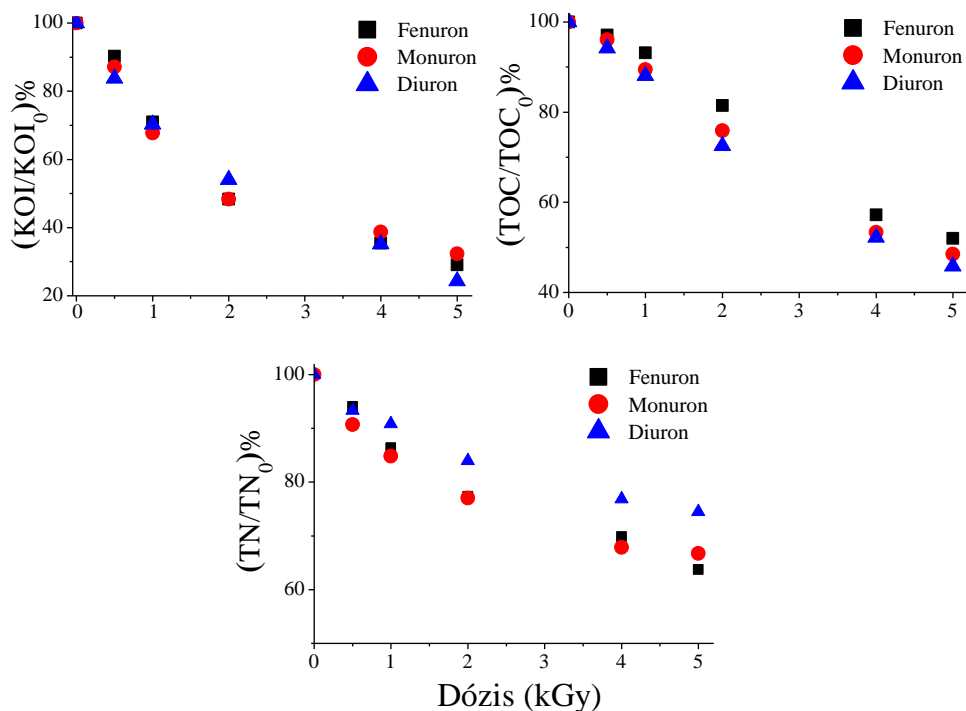 (KOI/KOI0)%
100
80
60
40
20
0 1 2 3 4 5
Fenuron
Monuron
Diuron
(TOC/TOC0)%
100
80
60
40
0 1 2 3 4 5
Fenuron
Monuron
Diuron
(TN/TN0)%
100
80
60
0 1 2 3 4 5
Fenuron
Monuron
Diuron
Dózis (kGy)